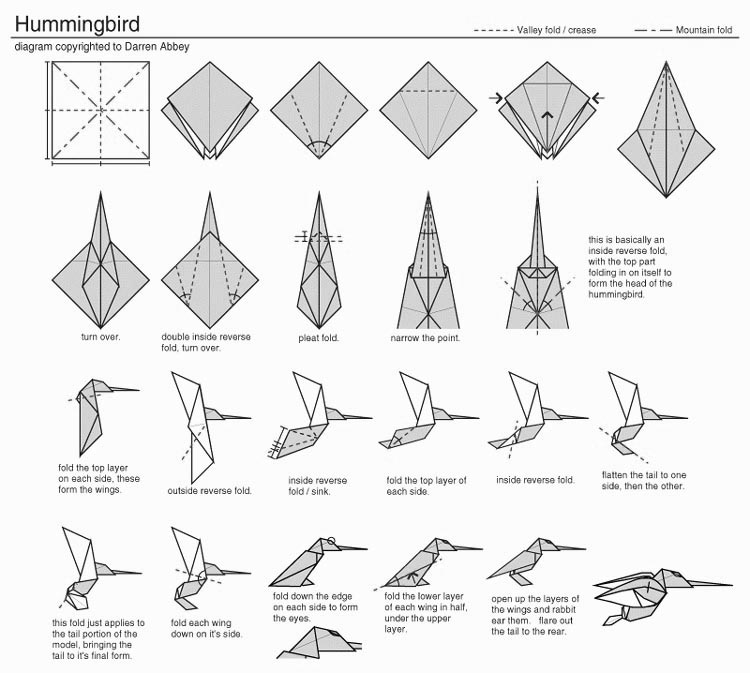 Hummingbird
Valley fold / crease
Mountain fold
diagram copyrighted to Darren Abbey
this is basically an
inside reverse fold,
with the top part
folding in on itself to
form the head of the
hummingbird.
turn over.
double inside reverse
fold, turn over.
pleat fold.
narrow the point.
fold the top layer
on each side, these
form the wings.
outside reverse fold.
inside reverse
fold / sink.
fold the top layer of
each side.
inside reverse fold.
flatten the tail to one
side, then the other.
this fold just applies to
the tail portion of the
model, bringing the
tail to it's final form.
fold each wing
down on it's side.
fold down the edge
on each side to form
the eyes.
fold the lower layer
of each wing in half,
under the upper
layer.
open up the layers of
the wings and rabbit
ear them. flare out
the tail to the rear.